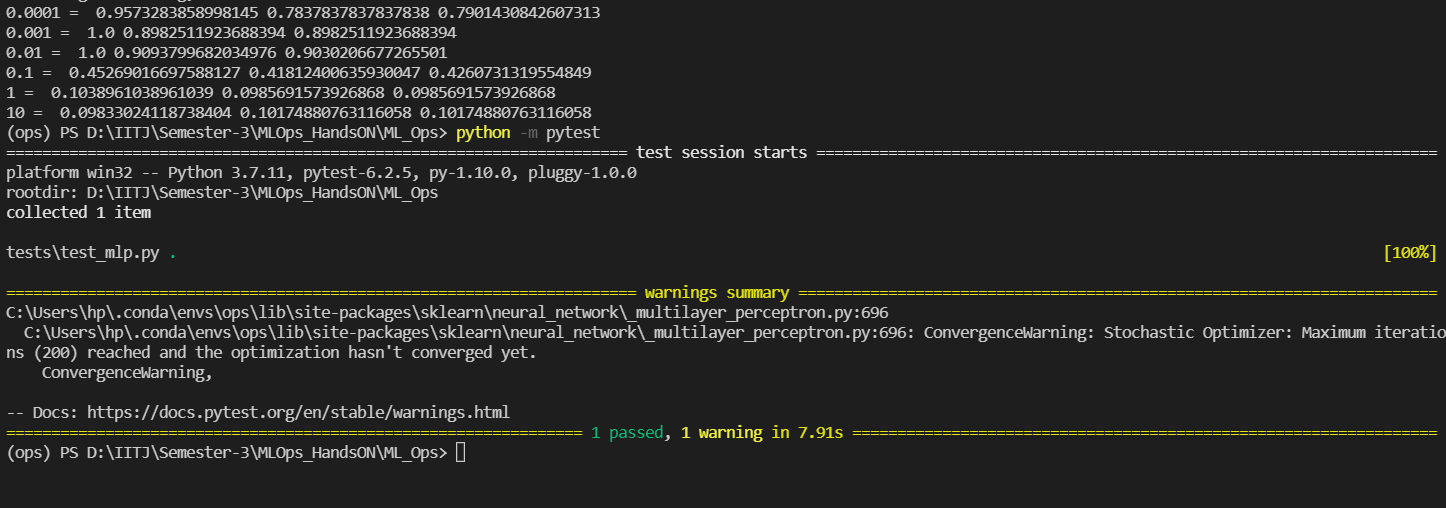 0.0001 =  0.9573283858998145 0.7837837837837838 0.7901430842607313
0.001 =  1.0 0.8982511923688394 0.8982511923688394
0.01 =  1.0 0.9093799682034976 0.9030206677265501
0.1 =  0.45269016697588127 0.41812400635930047 0.4260731319554849
1 =  0.1038961038961039 0.0985691573926868 0.0985691573926868
10 =  0.09833024118738404 0.10174880763116058 0.10174880763116058
(ops) PS D:\IITJ\Semester-3\MLOps_HandsON\ML_Ops> python -m pytest
===================================================================== test session starts =====================================================================
platform win32 -- Python 3.7.11, pytest-6.2.5, py-1.10.0, pluggy-1.0.0
rootdir: D:\IITJ\Semester-3\MLOps_HandsON\ML_Ops
collected 1 item
tests\test_mlp.py . [100%]
====================================================================== warnings summary =======================================================================
C:\Users\hp\.conda\envs\ops\lib\site-packages\sklearn\neural_network\_multilayer_perceptron.py:696
  C:\Users\hp\.conda\envs\ops\lib\site-packages\sklearn\neural_network\_multilayer_perceptron.py:696: ConvergenceWarning: Stochastic Optimizer: Maximum iteratio
ns (200) reached and the optimization hasn't converged yet.
    ConvergenceWarning,
-- Docs: https://docs.pytest.org/en/stable/warnings.html
================================================================ 1 passed, 1 warning in 7.91s =================================================================
(ops) PS D:\IITJ\Semester-3\MLOps_HandsON\ML_Ops>